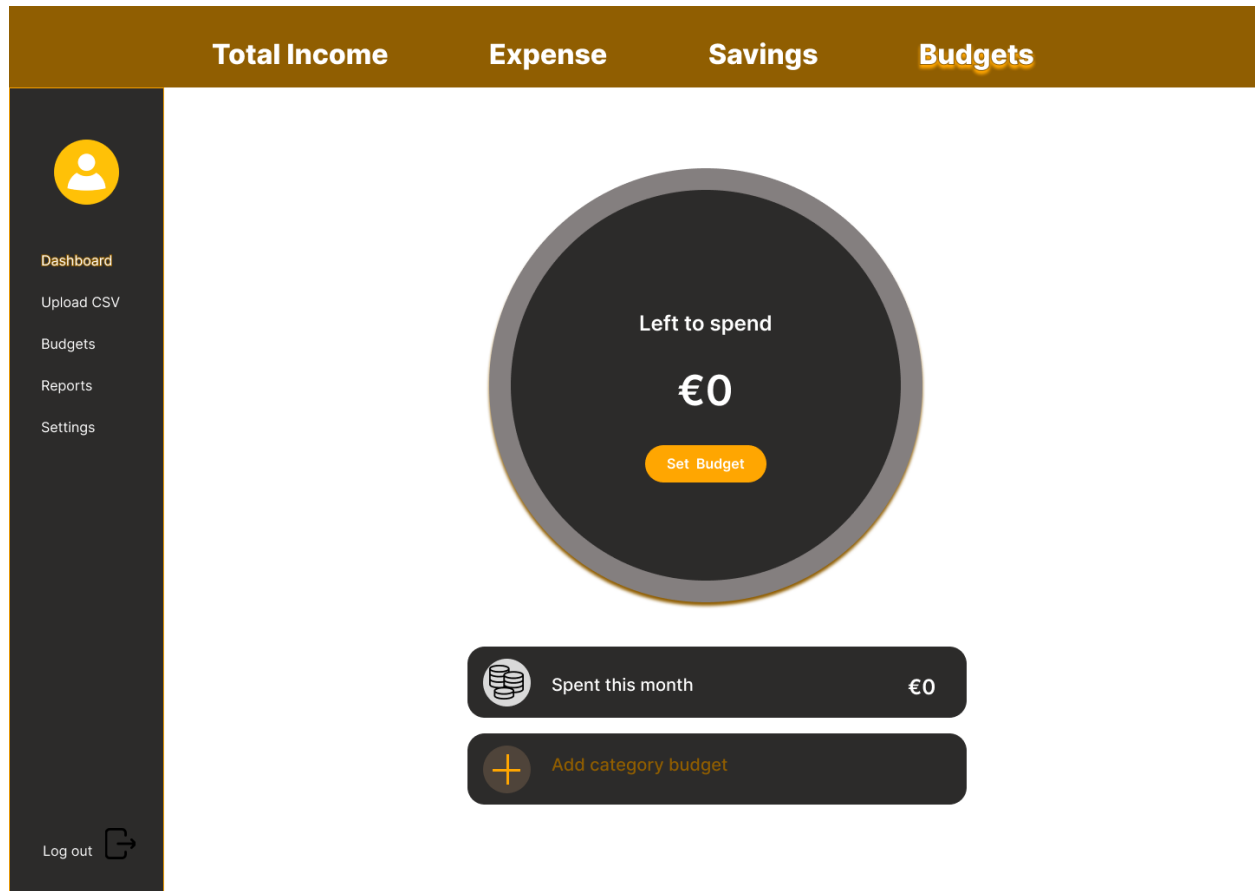 Total Income Expense Savings Budgets
Dashboard
Upload CSV
Budgets
Reports
Settings
Left to spend
€0
Set Budget
Spent this month €0
Add category budget
Log out